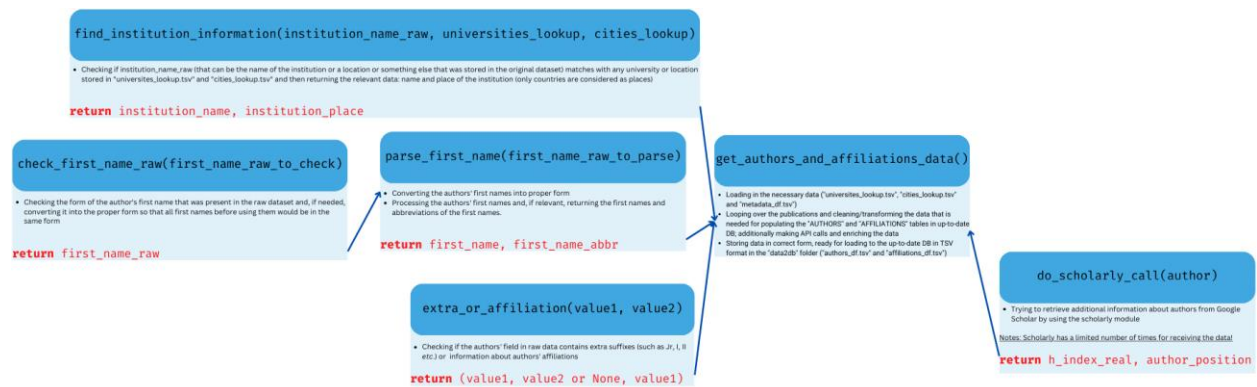 find_institution_information(institution_name_raw, universities_lookup, cities_lookup)
• Checking if institution_name_raw (that can be the name of the institution or a location or something else that was stored in the original dataset) matches with any university or location
stored in "universities_lookup.tsv" and "cities_lookup.tsv" and then returning the relevant data: name and place of the institution (only countries are considered as places)
return institution_name, institution_place
check_first_name_raw(first_name_raw_to_check)
• Checking the form of the author's first name that was present in the raw dataset and, if needed,
converting it into the proper form so that all first names before using them would be in the
same form
return first_name_raw
parse_first_name(first_name_raw_to_parse)
• Converting the authors' first names into proper form
• Processing the authors' first names and, if relevant, returning the first names and
abbreviations of the first names.
return first_name, first_name_abbr
extra_or_affiliation(value1, value2)
• Checking if the authors' field in raw data contains extra suffixes (such as Jr, I, II
etc.) or information about authors' affiliations
return (value1, value2 or None, value1)
get_authors_and_affiliations_data()
• Loading in the necessary data ("universites_lookup.tsv", "cities_lookup.tsv"
and "metadata_df.tsv")
• Looping over the publications and cleaning/transforming the data that is
needed for populating the "AUTHORS" and "AFFILIATIONS" tables in up-to-date
DB; additionally making API calls and enriching the data
• Storing data in correct form, ready for loading to the up-to-date DB in TSV
format in the "data2db" folder ("authors_df.tsv" and "affiliations_df.tsv")
do_scholarly_call(author)
• Trying to retrieve additional information about authors from Google
Scholar by using the scholarly module
Notes: Scholarly has a limited number of times for receiving the data!
return h_index_real, author_position